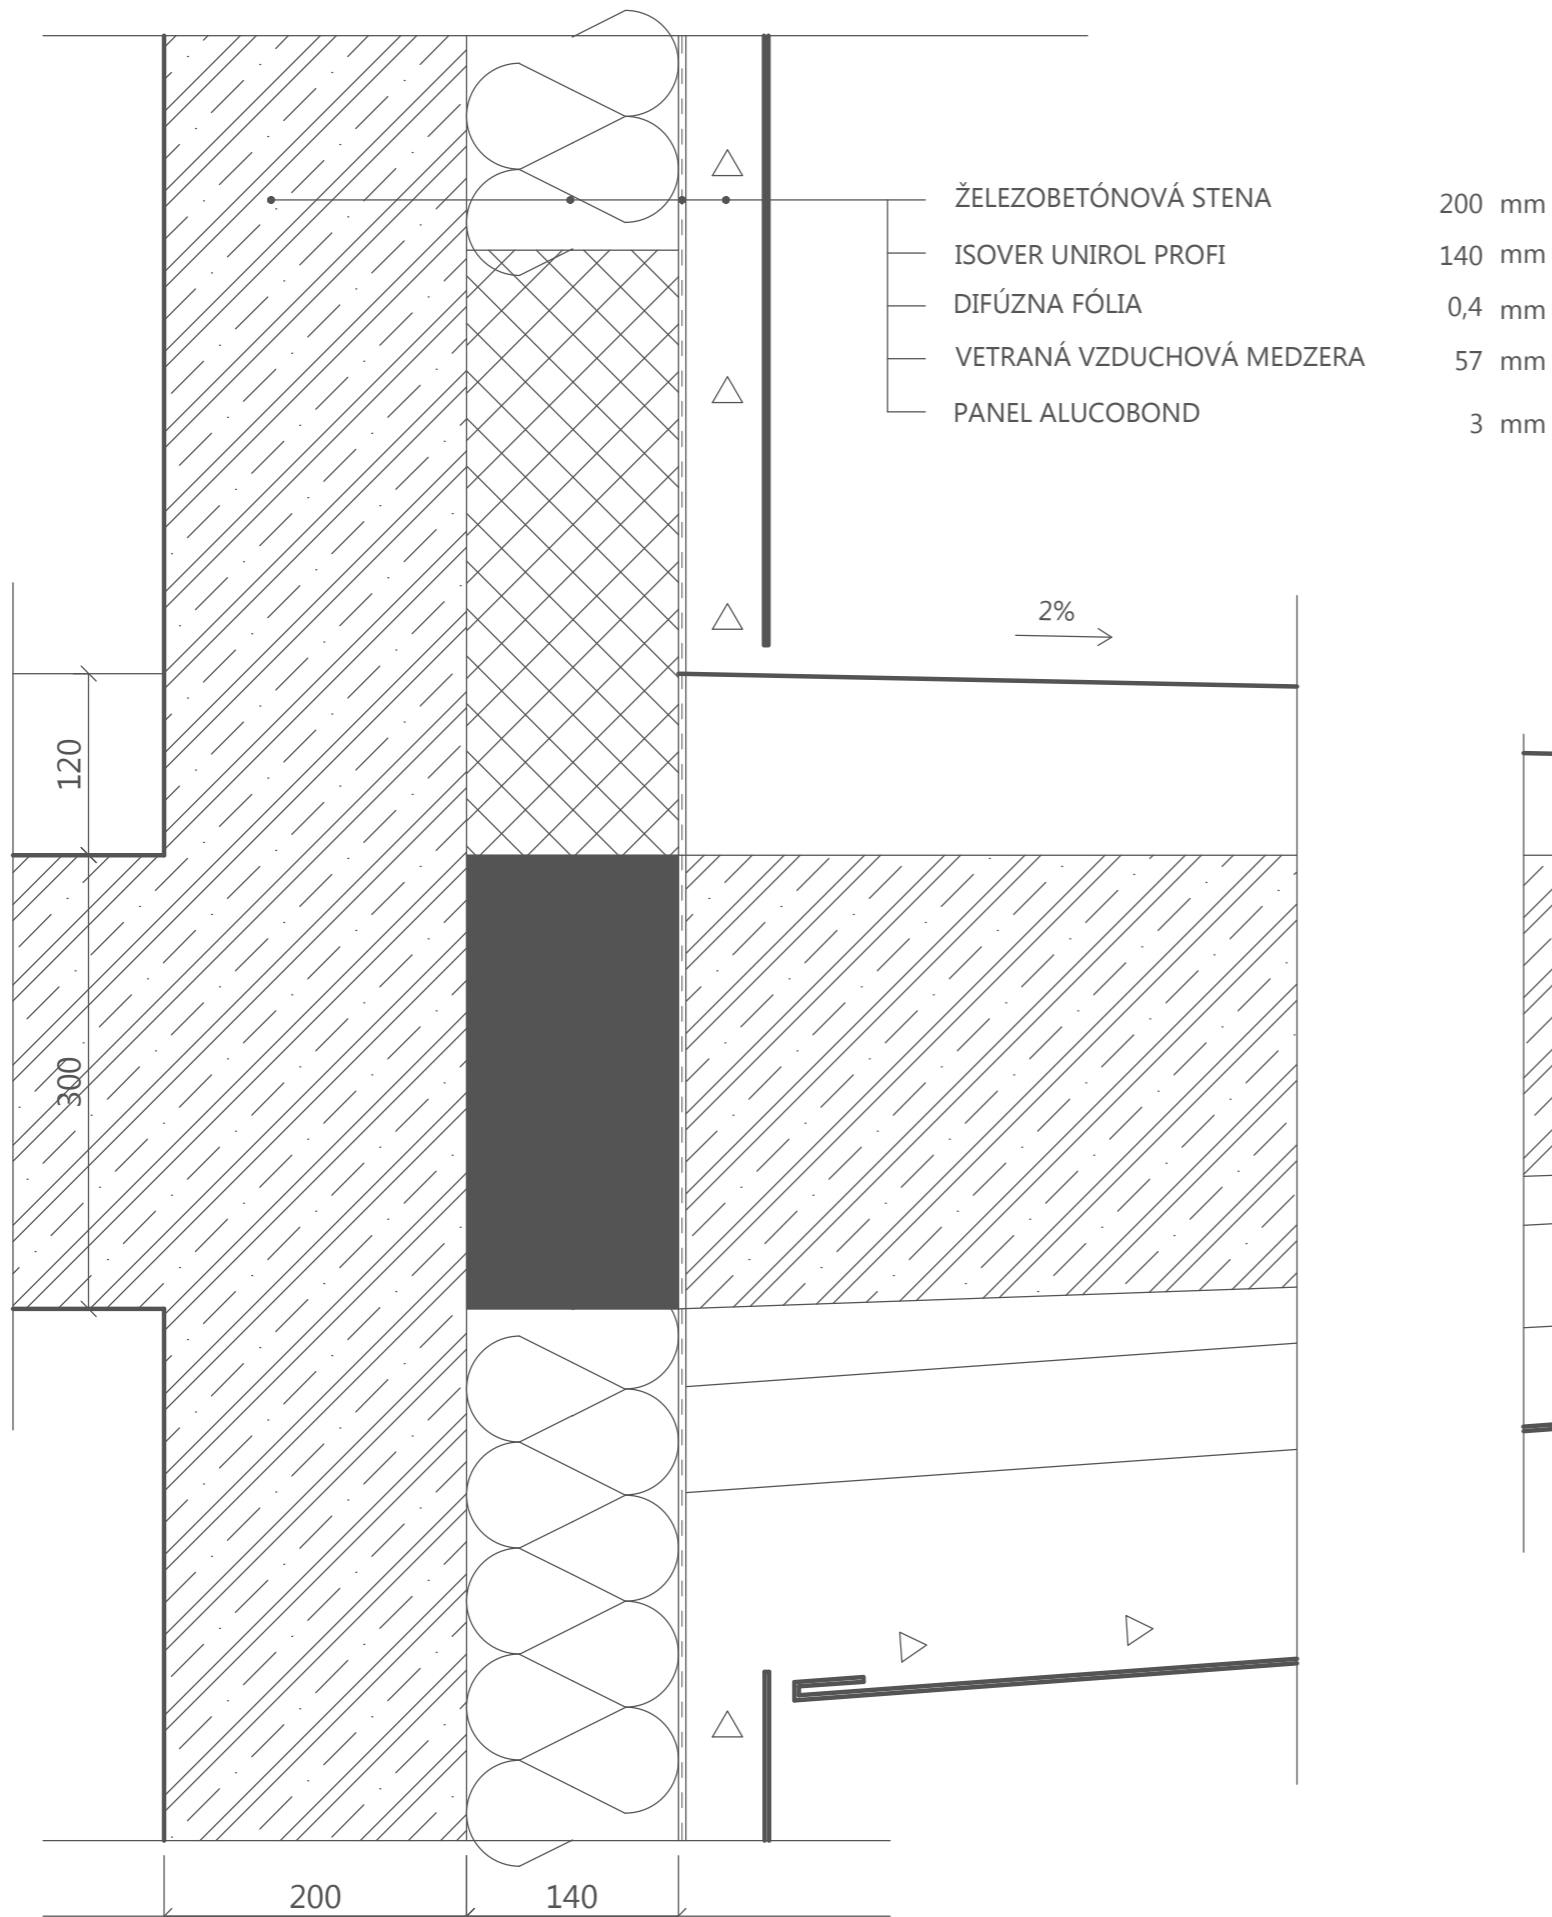 ŽELEZOBETÓNOVÁ STENA 200 mm
ISOVER UNIROL PROFI 140 mm
DIFÚZNA FÓLIA 0,4 mm
VETRANÁ VZDUCHOVÁ MEDZERA 57 mm
PANEL ALUCOBOND 3 mm
2%
120
300
200 140